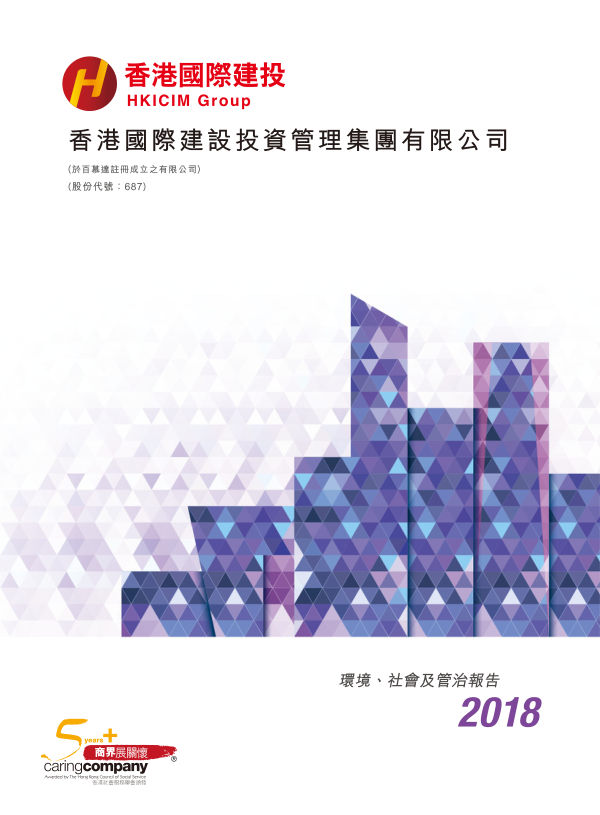 香港國際建投
HKICIM Group
香港國際建設投資管理集團有限公司
(於百慕達註冊成立之有限公司)
(股份代號：687)
環境、社會及管治報告
2018
5 years+
商界展關懷
caringcompany®
Awarded by The Hong Kong Council of Social Service
香港社會服務聯會頒發